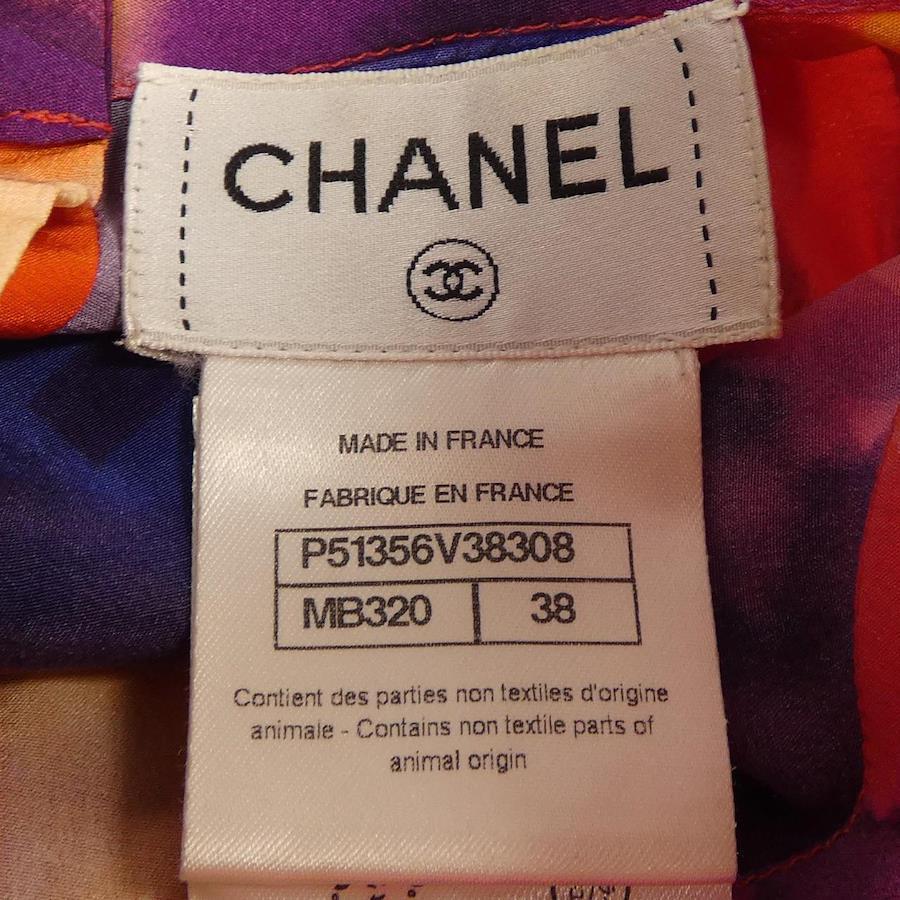 CHANEL
MADE IN FRANCE
FABRIQUE EN FRANCE
P51356V38308
MB320 38
Contient des parties non textiles d'origine
animale - Contains non textile parts of
animal origin